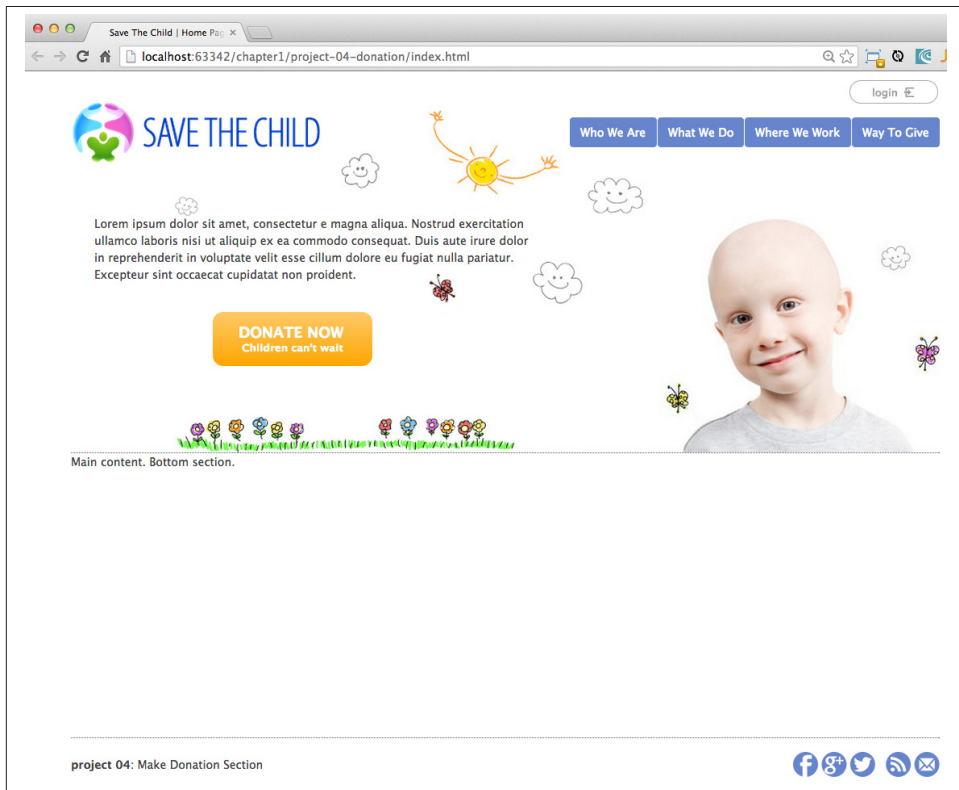 Save The Child | Home Pag
localhost:63342/chapter1/project-04-donation/index.html
login
SAVE THE CHILD
Who We Are What We Do Where We Work Way To Give
Lorem ipsum dolor sit amet, consectetur e magna aliqua. Nostrud exercitation
ullamco laboris nisi ut aliquip ex ea commodo consequat. Duis aute irure dolor
in reprehenderit in voluptate velit esse cillum dolore eu fugiat nulla pariatur.
Excepteur sint occaecat cupidatat non proident.
DONATE NOW
Children can't wait
Main content. Bottom section.
project 04: Make Donation Section